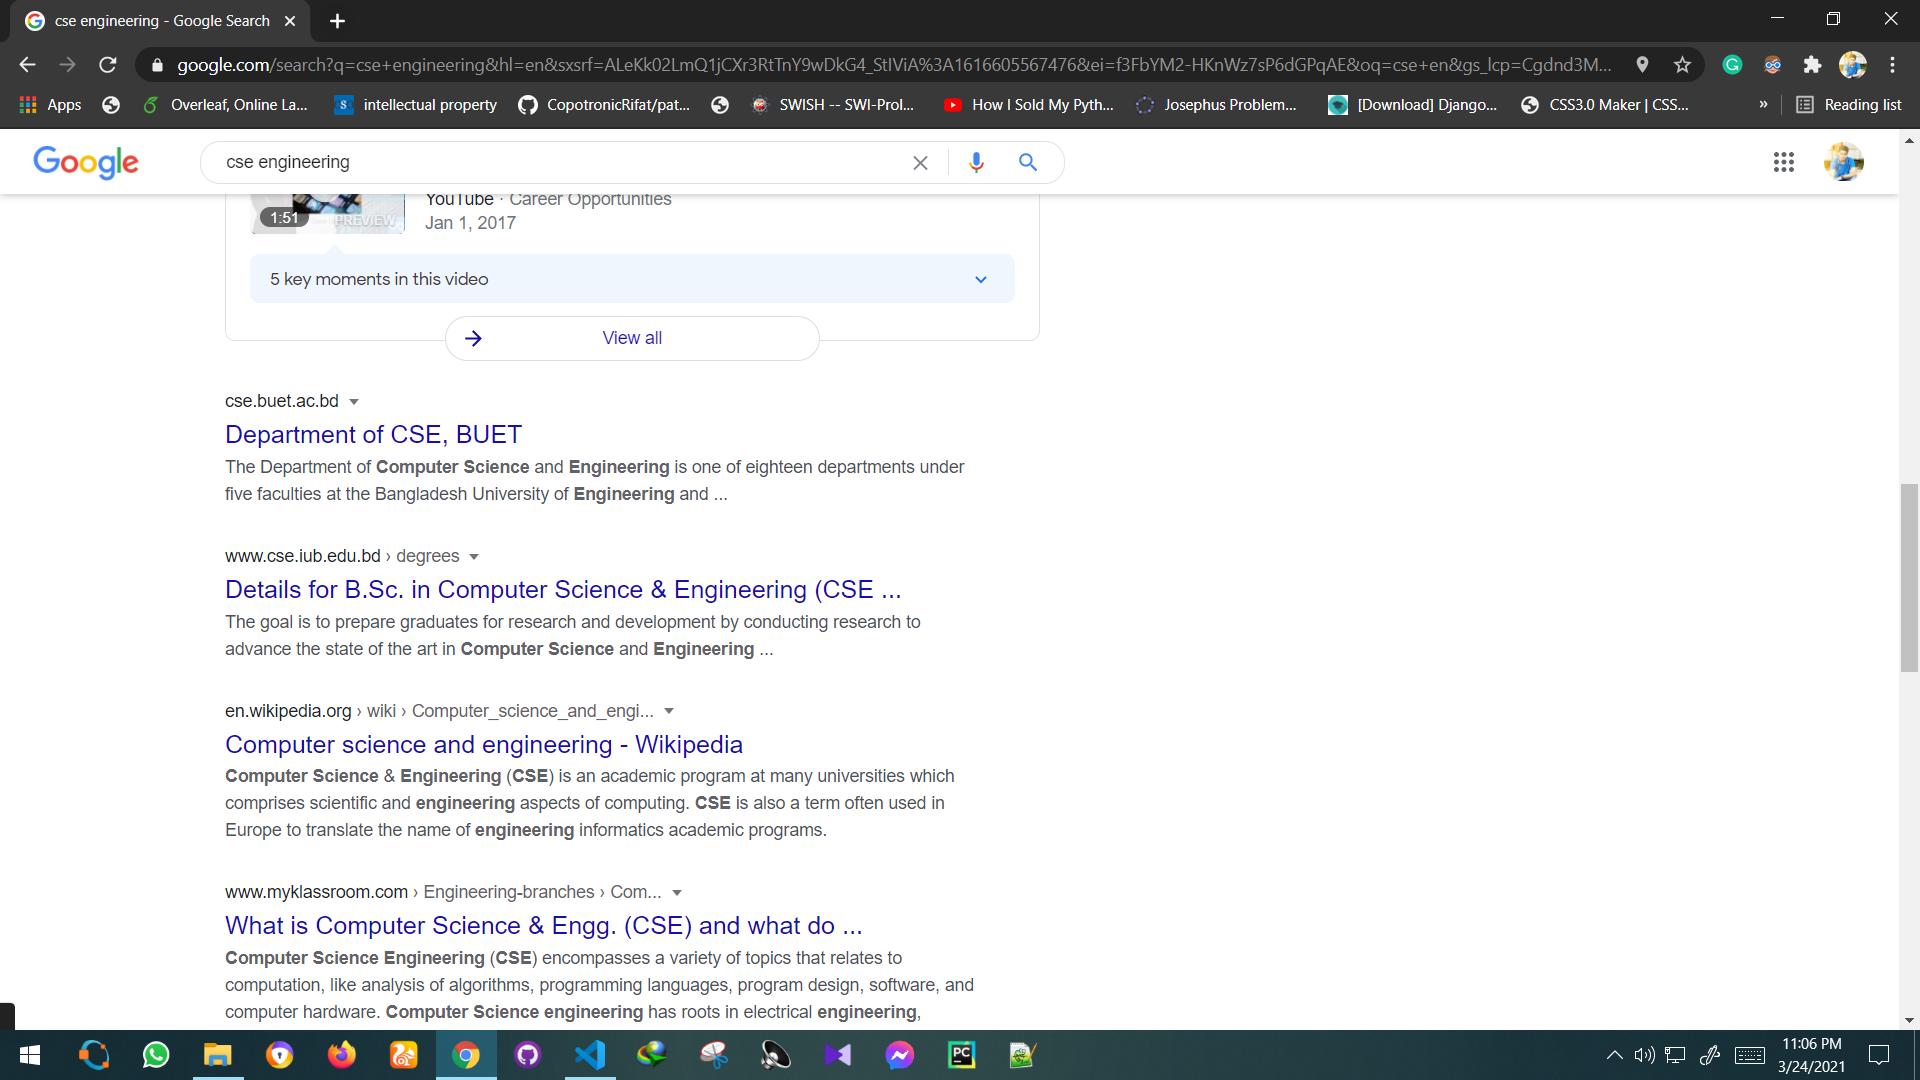 cse engineering - Google Search
google.com/search?q=cse+engineering&hl=en&sxsrf=ALeKk02LmQ1jCXr3RtTnY9wDkG4_StIViA%3A1616605567476&ei=f3FbYM2-HKnWz7sP6dGPqAE&oq=cse+en&gs_lcp=Cgdnd3M...
Apps Overleaf, Online La... intellectual property CopotronicRifat/pat... SWISH -- SWI-Prol... How I Sold My Pyth... Josephus Problem... [Download] Django... CSS3.0 Maker | CSS... » Reading list
Google cse engineering
YouTube · Career Opportunities
1:51 PREVIEW
Jan 1, 2017
5 key moments in this video
View all
cse.buet.ac.bd
Department of CSE, BUET
The Department of Computer Science and Engineering is one of eighteen departments under
five faculties at the Bangladesh University of Engineering and ...
www.cse.iub.edu.bd › degrees
Details for B.Sc. in Computer Science & Engineering (CSE ...
The goal is to prepare graduates for research and development by conducting research to
advance the state of the art in Computer Science and Engineering ...
en.wikipedia.org › wiki › Computer_science_and_engi...
Computer science and engineering - Wikipedia
Computer Science & Engineering (CSE) is an academic program at many universities which
comprises scientific and engineering aspects of computing. CSE is also a term often used in
Europe to translate the name of engineering informatics academic programs.
www.myklassroom.com › Engineering-branches › Com...
What is Computer Science & Engg. (CSE) and what do ...
Computer Science Engineering (CSE) encompasses a variety of topics that relates to
computation, like analysis of algorithms, programming languages, program design, software, and
computer hardware. Computer Science engineering has roots in electrical engineering,
11:06 PM
3/24/2021